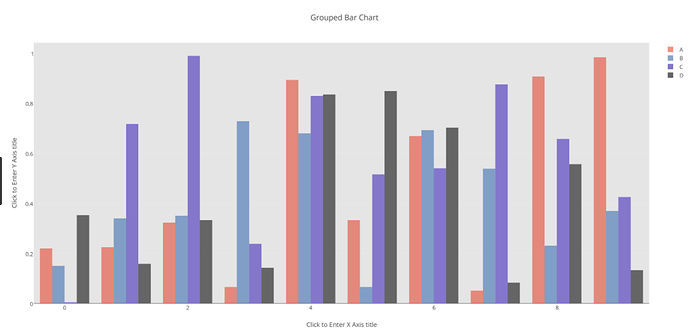 Grouped Bar Chart
A
B
C
D
1
0.8
0.6
0.4
0.2
0
Click to Enter Y Axis title
0 2 4 6 8
Click to Enter X Axis title